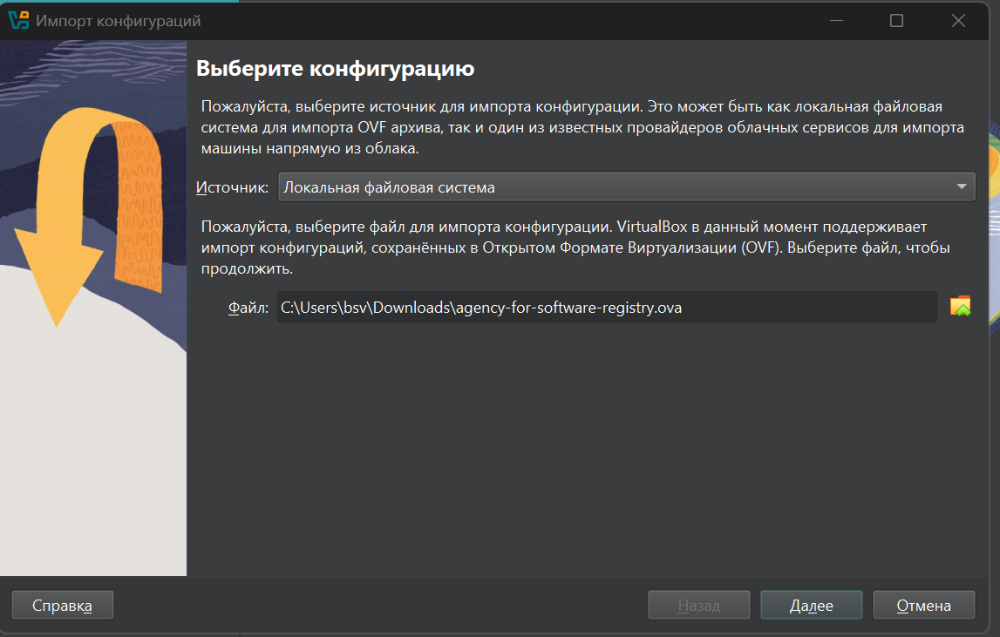 Импорт конфигураций
Выберите конфигурацию
Пожалуйста, выберите источник для импорта конфигурации. Это может быть как локальная файловая
система для импорта OVF архива, так и один из известных провайдеров облачных сервисов для импорта
машины напрямую из облака.
Источник: Локальная файловая система
Пожалуйста, выберите файл для импорта конфигурации. VirtualBox в данный момент поддерживает
импорт конфигураций, сохранённых в Открытом Формате Виртуализации (OVF). Выберите файл, чтобы
продолжить.
Файл: C:\Users\bsv\Downloads\agency-for-software-registry.ova
Справка Назад Далее Отмена